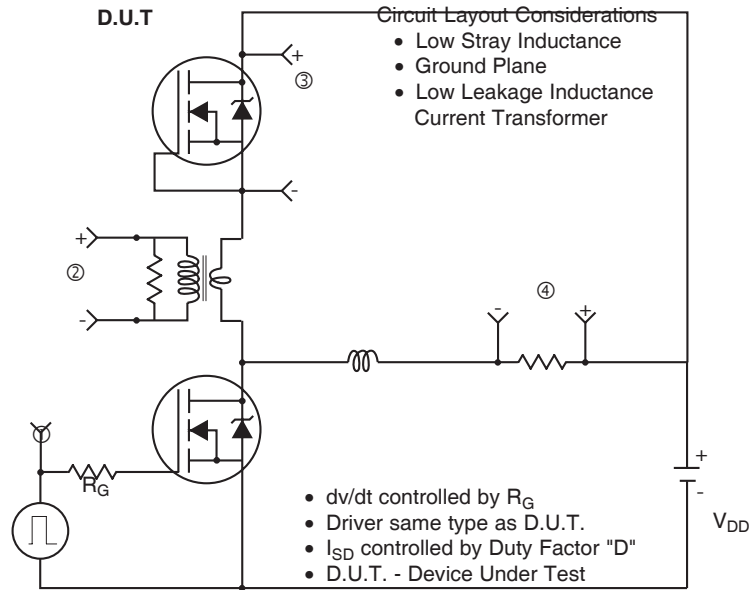 D.U.T
Circuit Layout Considerations
• Low Stray Inductance
• Ground Plane
• Low Leakage Inductance
Current Transformer
+
③
-
+
②
-
④
- +
①
RG
+
-
VDD
• dv/dt controlled by RG
• Driver same type as D.U.T.
• ISD controlled by Duty Factor "D"
• D.U.T. - Device Under Test